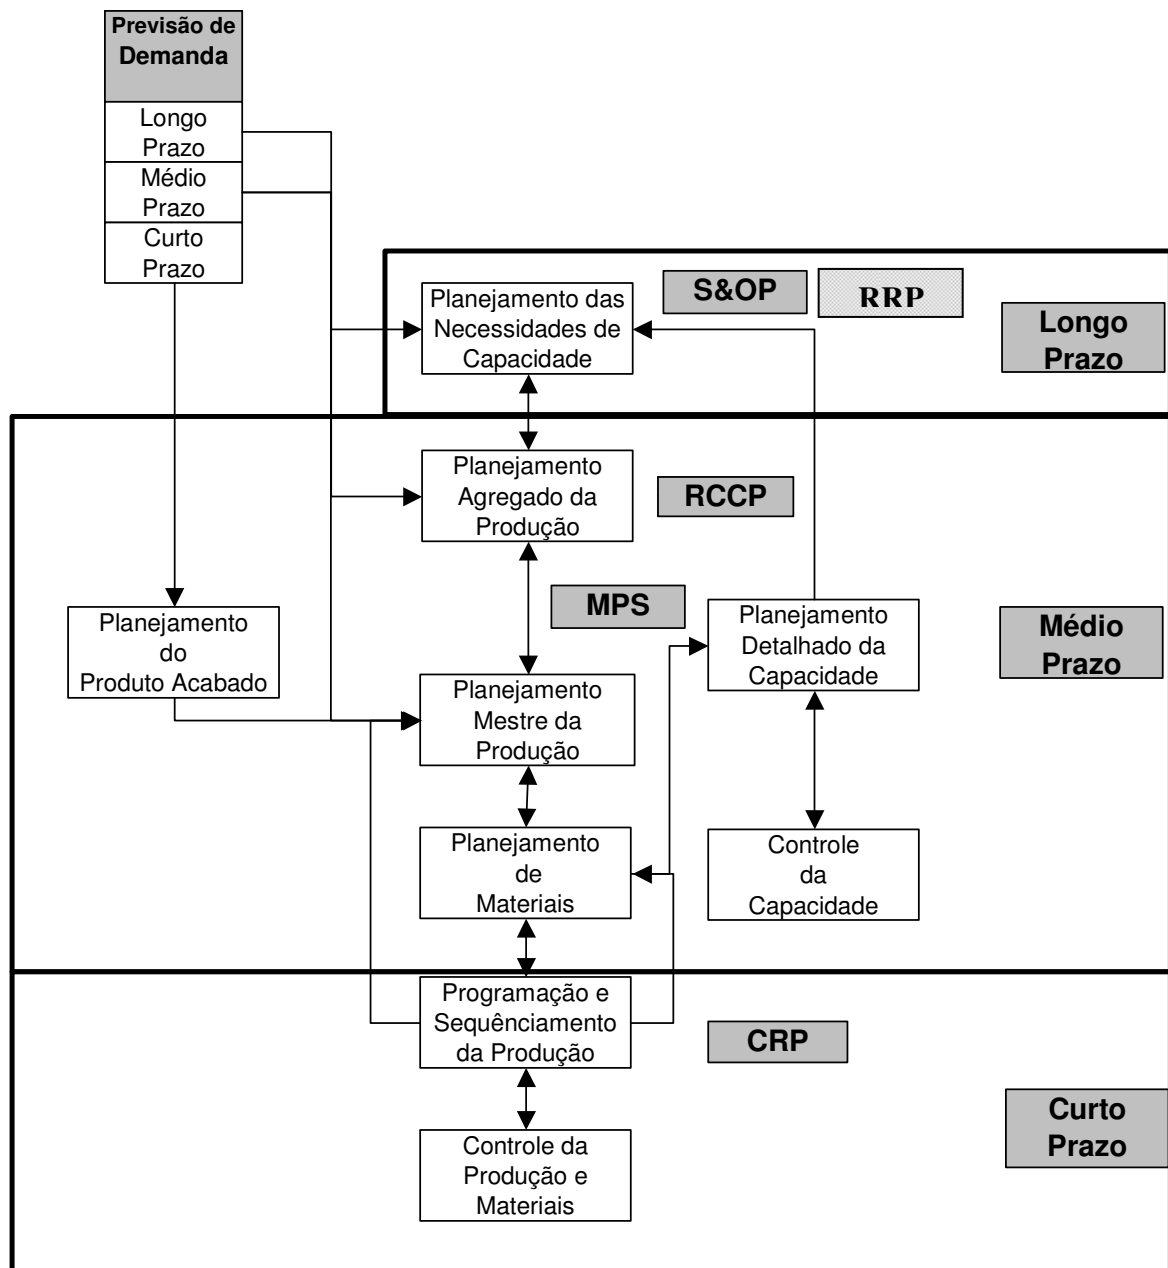 Previsão de
Demanda
Longo
Prazo
Médio
Prazo
Curto
Prazo
Planejamento das
Necessidades de
Capacidade
S&OP
RRP
Longo
Prazo
Planejamento
Agregado da
Produção
RCCP
MPS
Planejamento
do
Produto Acabado
Planejamento
Detalhado da
Capacidade
Médio
Prazo
Planejamento
Mestre da
Produção
Planejamento
de
Materiais
Controle
da
Capacidade
Programação e
Sequênciamento
da Produção
CRP
Curto
Prazo
Controle da
Produção e
Materiais